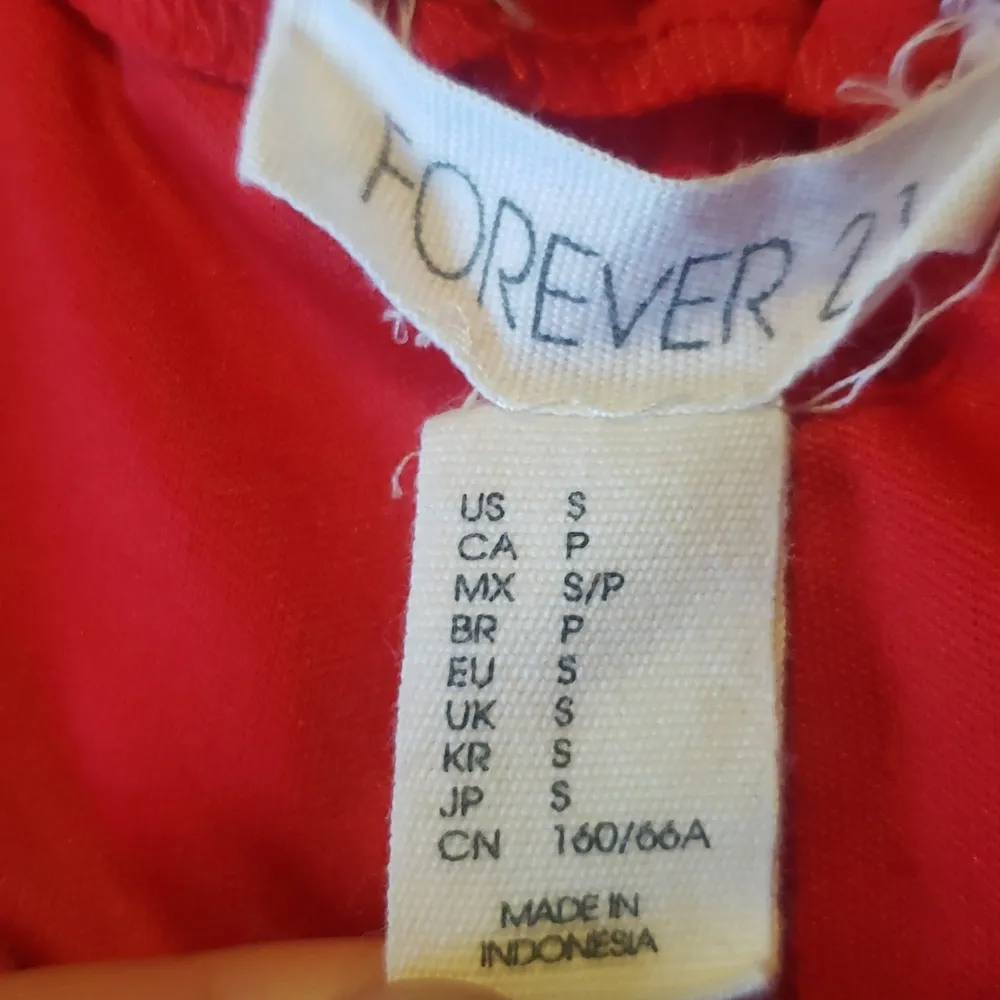 FOREVER 21
US S
CA P
MX S/P
BR P
EU S
UK S
KR S
JP S
CN 160/66A
MADE IN
INDONESIA